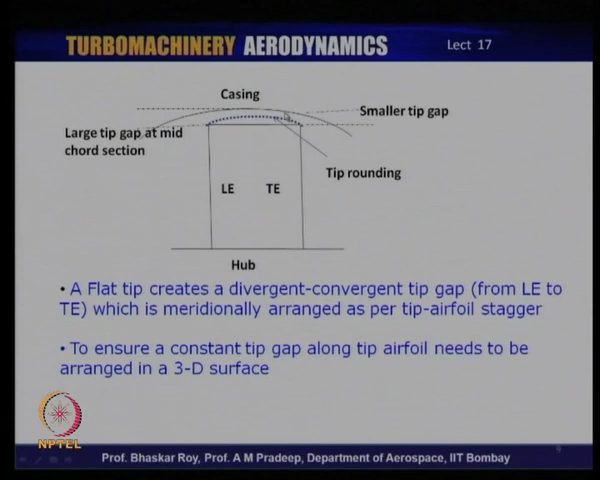 TURBOMACHINERY AERODYNAMICS
Lect 17
Casing
Smaller tip gap
Large tip gap at mid
chord section
Tip rounding
LE TE
Hub
• A Flat tip creates a divergent-convergent tip gap (from LE to
TE) which is meridionally arranged as per tip-airfoil stagger
• To ensure a constant tip gap along tip airfoil needs to be
arranged in a 3-D surface
NPTEL
9
Prof. Bhaskar Roy, Prof. A M Pradeep, Department of Aerospace, IIT Bombay